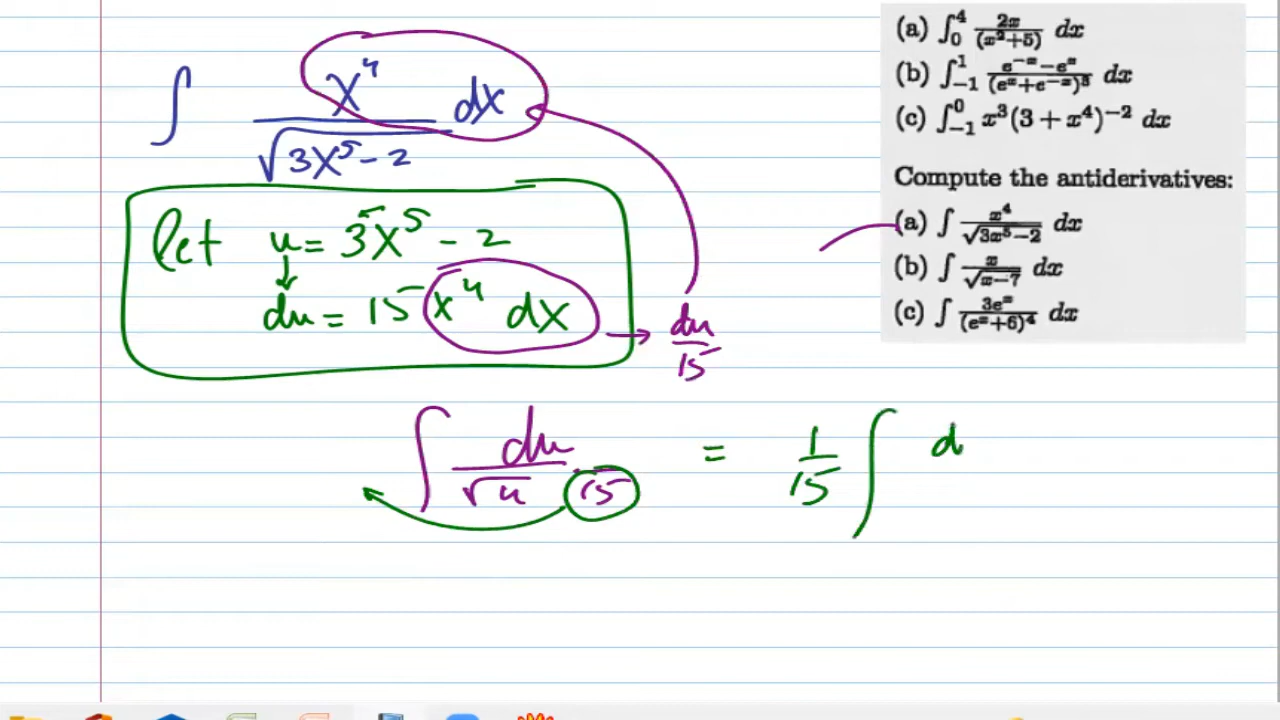 ∫ x⁴ / √(3x⁵ - 2) dx
let u = 3x⁵ - 2
du = 15 x⁴ dx → du/15
∫ du / (√u 15) = 1/15 ∫ d
(a) ∫₀⁴ 2x/(x²+5) dx
(b) ∫₋₁¹ (e⁻ˣ−eˣ)/(eˣ+e⁻ˣ)³ dx
(c) ∫₋₁⁰ x³(3 + x⁴)⁻² dx
Compute the antiderivatives:
(a) ∫ x⁴/√(3x⁵−2) dx
(b) ∫ x/√(x−7) dx
(c) ∫ 3eˣ/(eˣ+6)⁴ dx